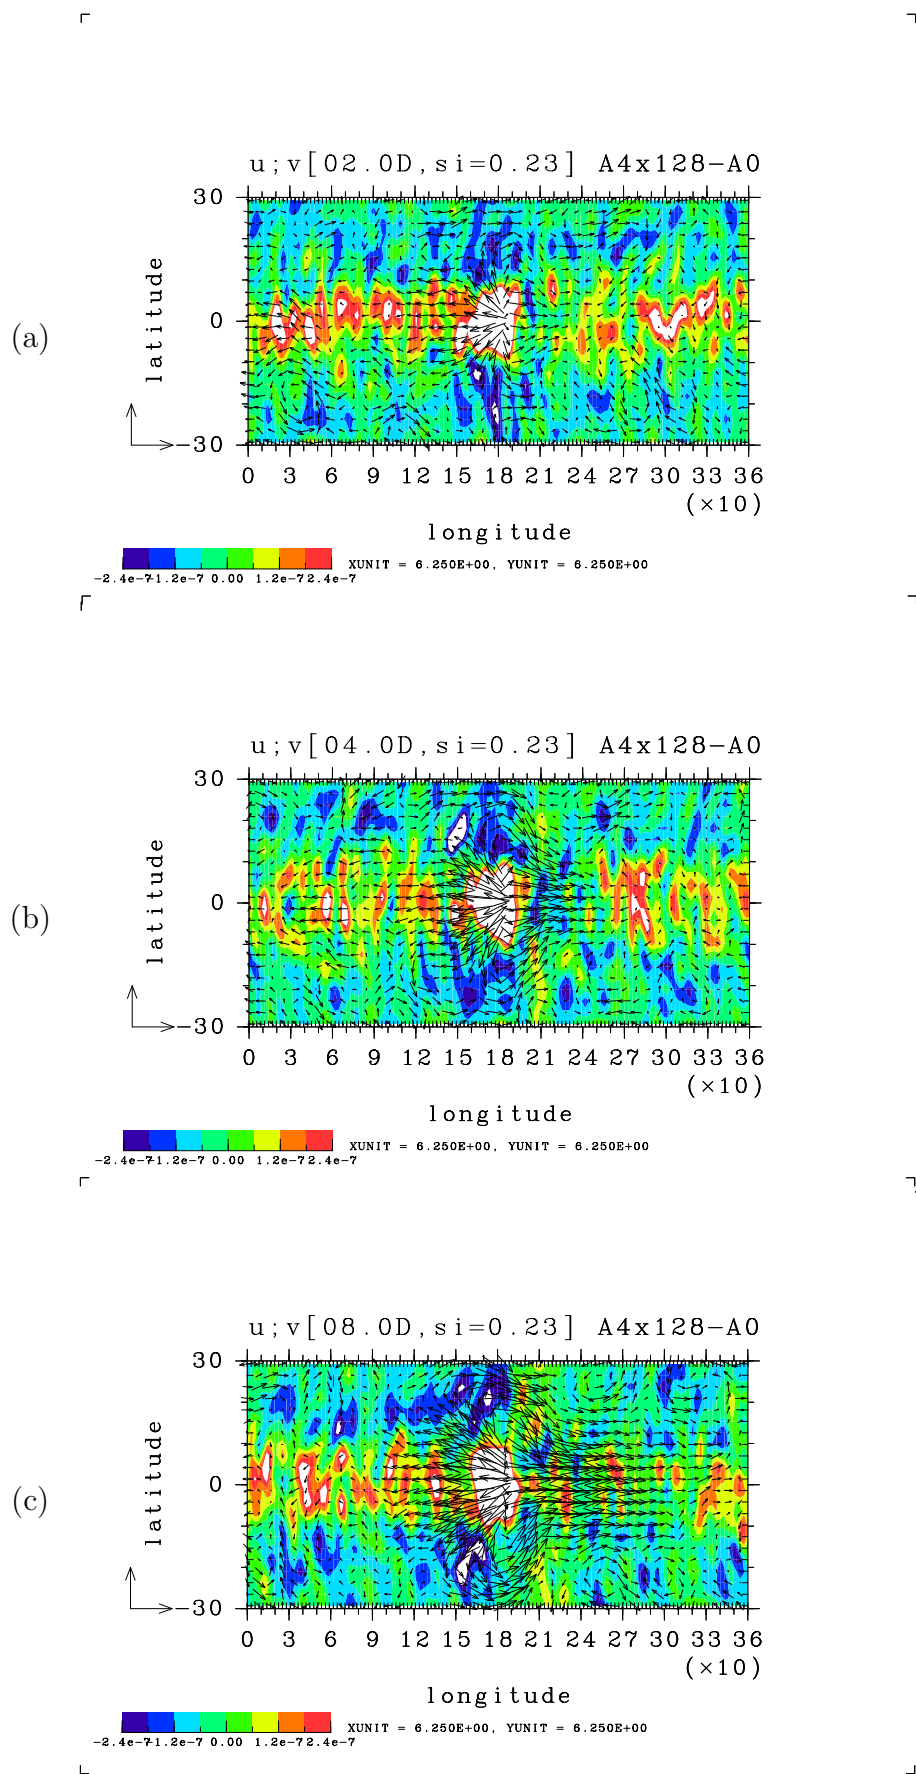 u;v[02.0D,si=0.23] A4x128−A0
30
0
−30
latitude
(a)
0 3 6 9 12 15 18 21 24 27 30 33 36
(×10)
longitude
−2.4e−7 −1.2e−7 0.00 1.2e−7 2.4e−7
XUNIT = 6.250E+00, YUNIT = 6.250E+00
u;v[04.0D,si=0.23] A4x128−A0
30
0
−30
latitude
(b)
0 3 6 9 12 15 18 21 24 27 30 33 36
(×10)
longitude
−2.4e−7 −1.2e−7 0.00 1.2e−7 2.4e−7
XUNIT = 6.250E+00, YUNIT = 6.250E+00
u;v[08.0D,si=0.23] A4x128−A0
30
0
−30
latitude
(c)
0 3 6 9 12 15 18 21 24 27 30 33 36
(×10)
longitude
−2.4e−7 −1.2e−7 0.00 1.2e−7 2.4e−7
XUNIT = 6.250E+00, YUNIT = 6.250E+00